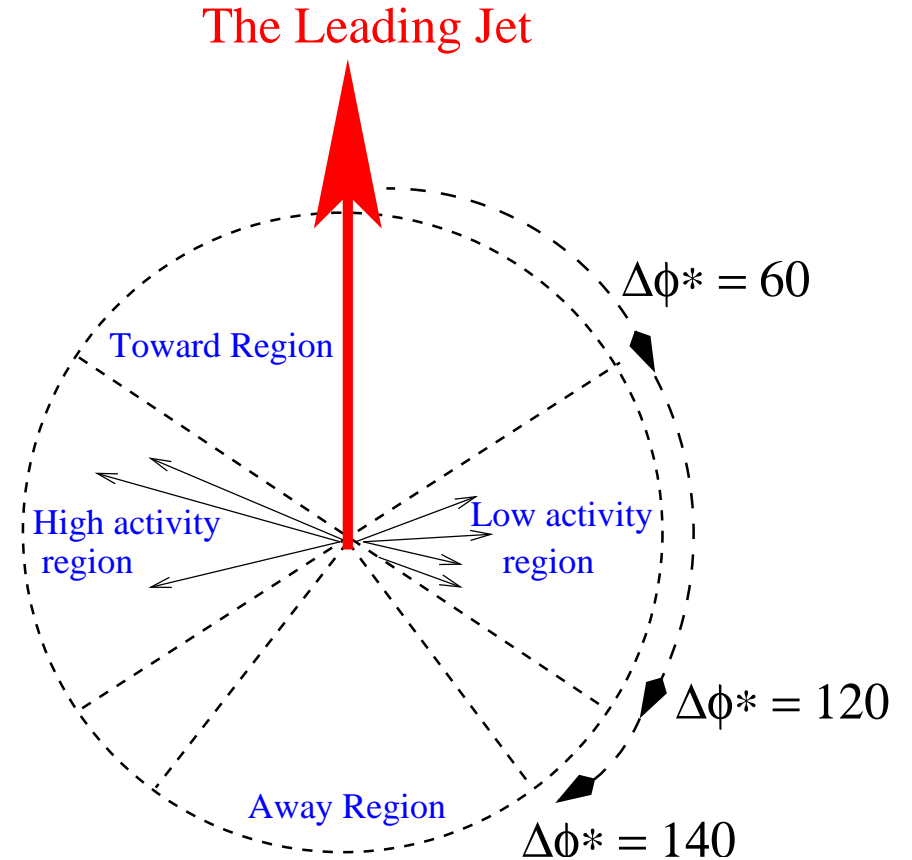 The Leading Jet
Δϕ* = 60
Toward Region
High activity
region
Low activity
region
Δϕ* = 120
Away Region
Δϕ* = 140